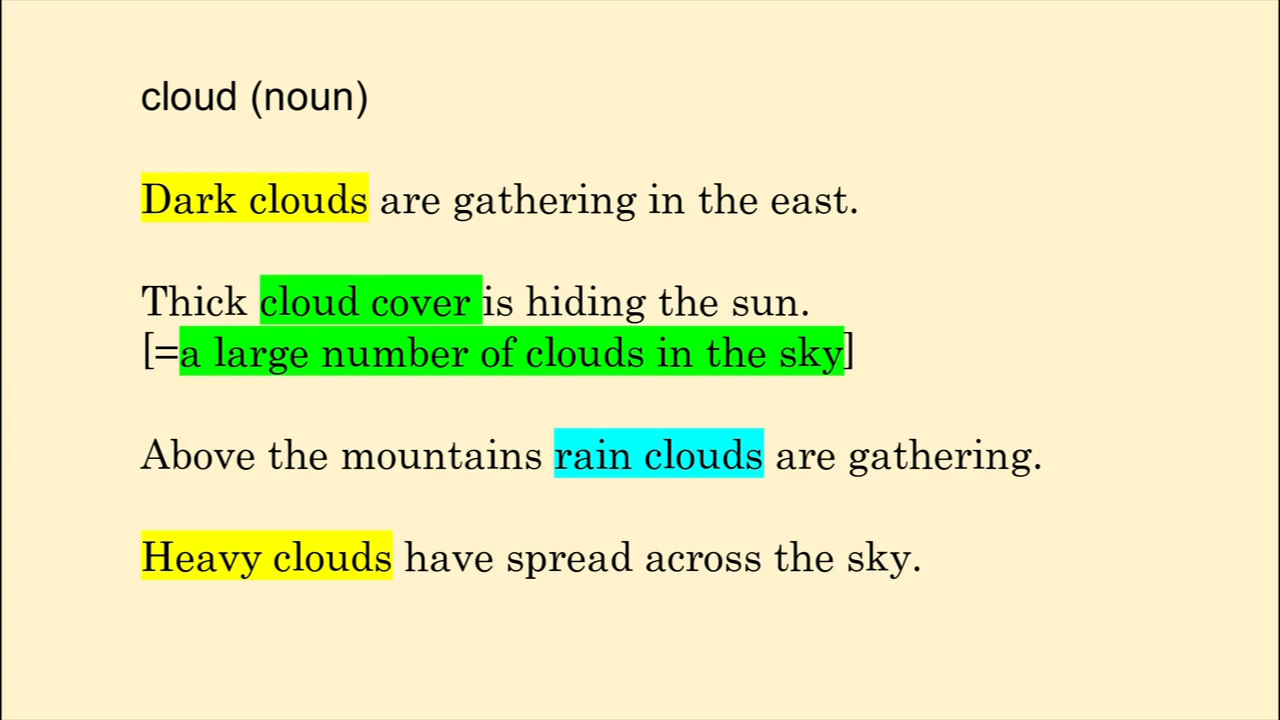 cloud (noun)
Dark clouds are gathering in the east.
Thick cloud cover is hiding the sun.
[=a large number of clouds in the sky]
Above the mountains rain clouds are gathering.
Heavy clouds have spread across the sky.